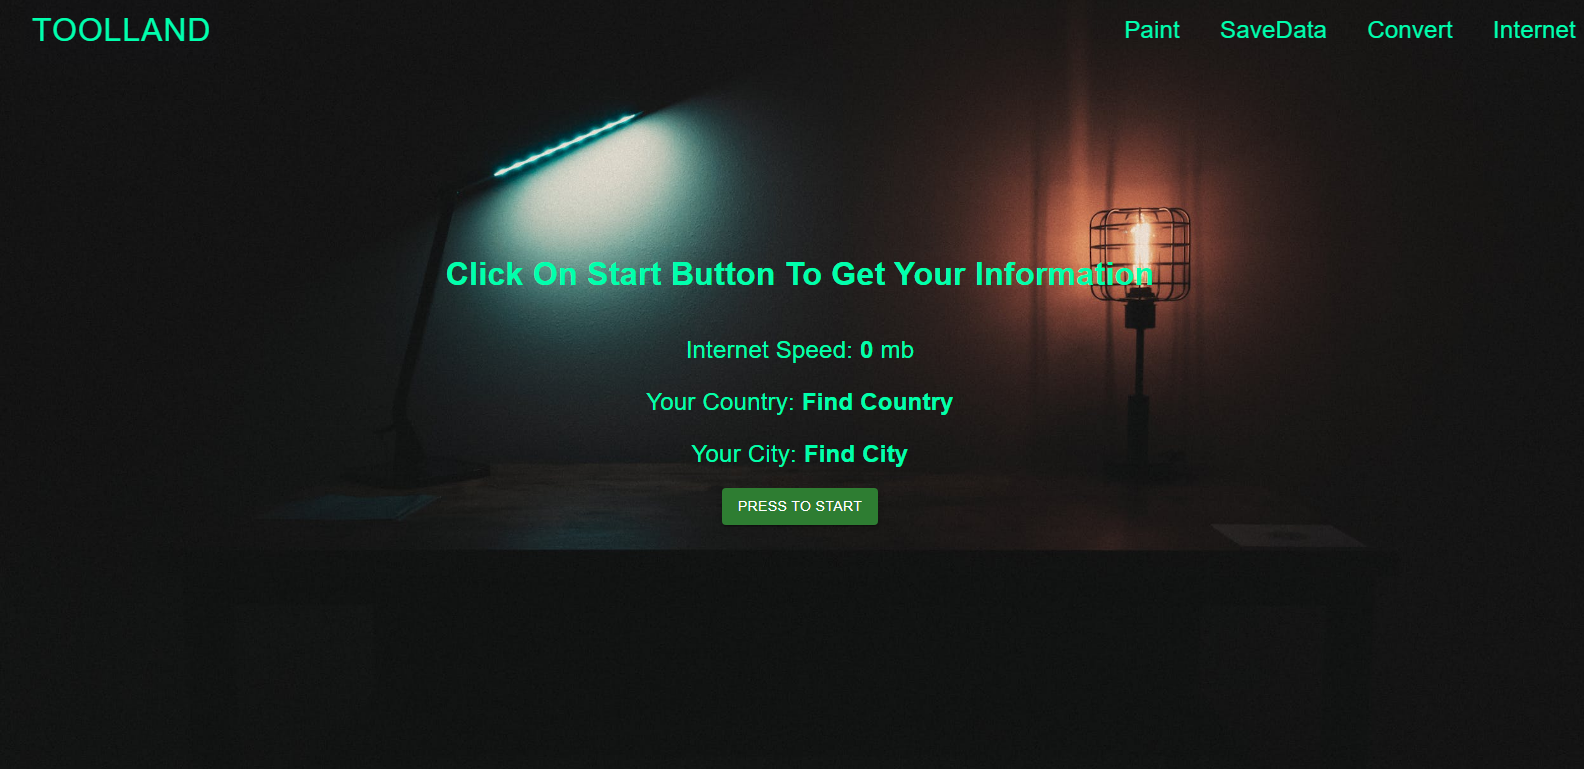 TOOLLAND
Paint SaveData Convert Internet
Click On Start Button To Get Your Information
Internet Speed: 0 mb
Your Country: Find Country
Your City: Find City
PRESS TO START